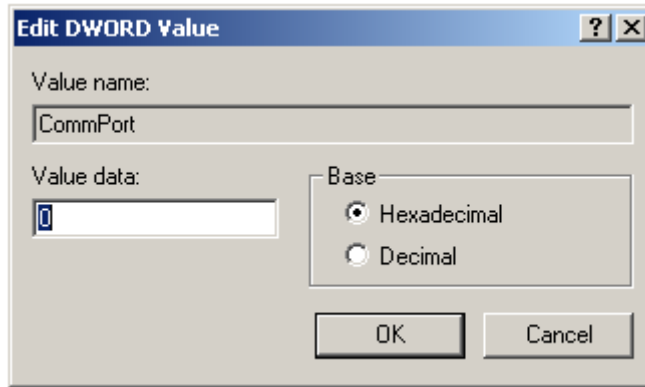 Edit DWORD Value
Value name:
CommPort
Value data:
0
Base
Hexadecimal
Decimal
OK
Cancel